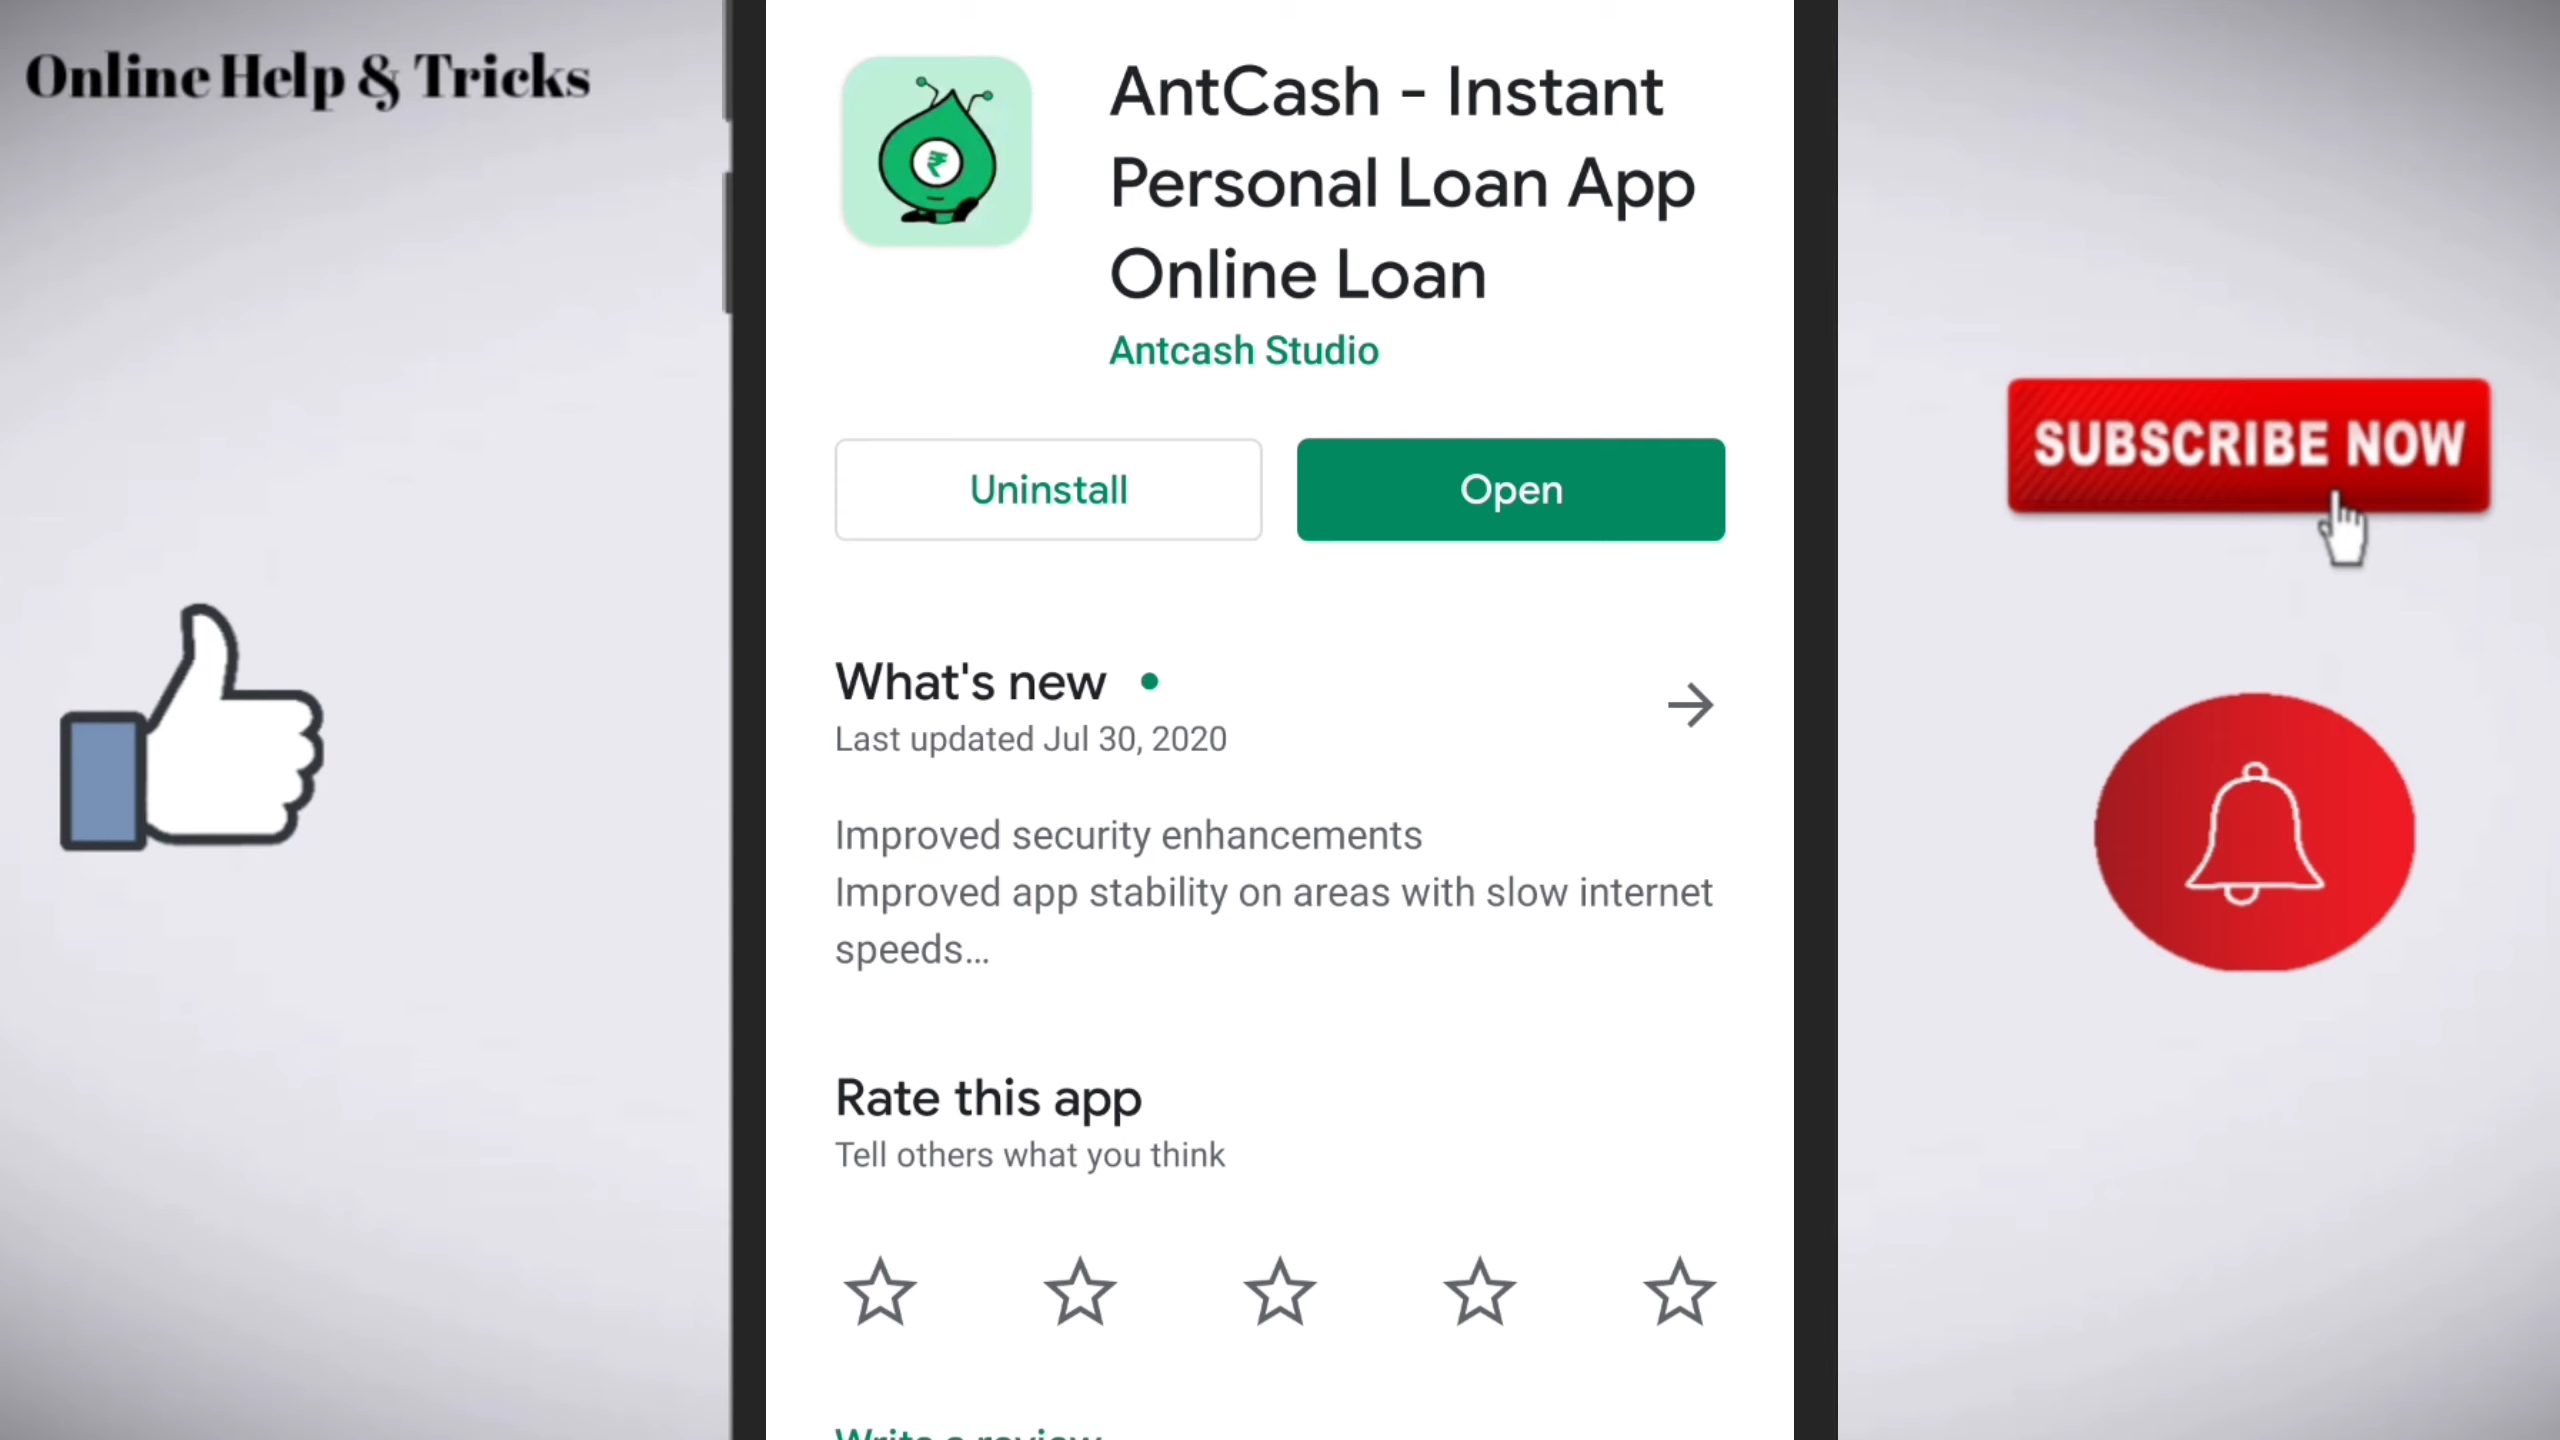 Online Help & Tricks
AntCash - Instant
Personal Loan App
Online Loan
Antcash Studio
Uninstall
Open
SUBSCRIBE NOW
What's new
Last updated Jul 30, 2020
Improved security enhancements
Improved app stability on areas with slow internet
speeds...
Rate this app
Tell others what you think
Write a review